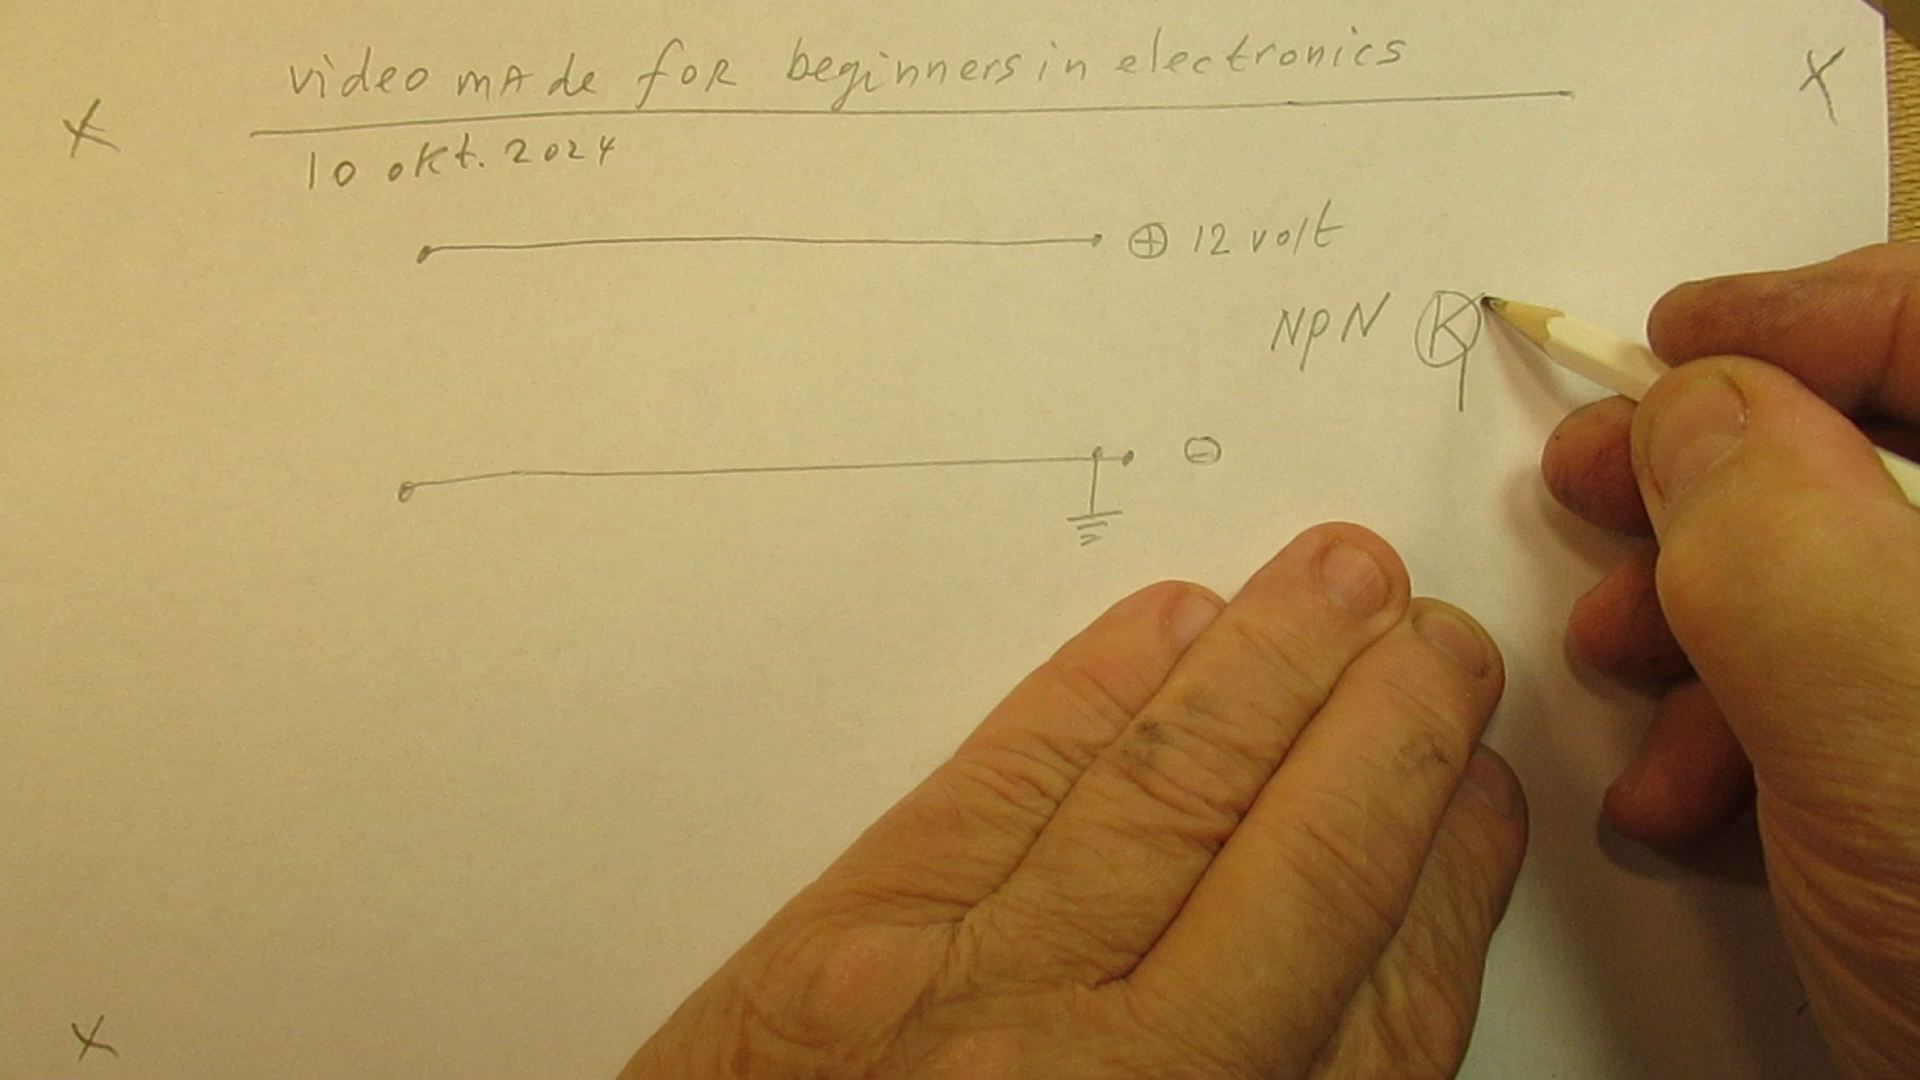 video mAde foR beginners in electronics
10 okt. 2024
⊕ 12 volt
NPN
⊖